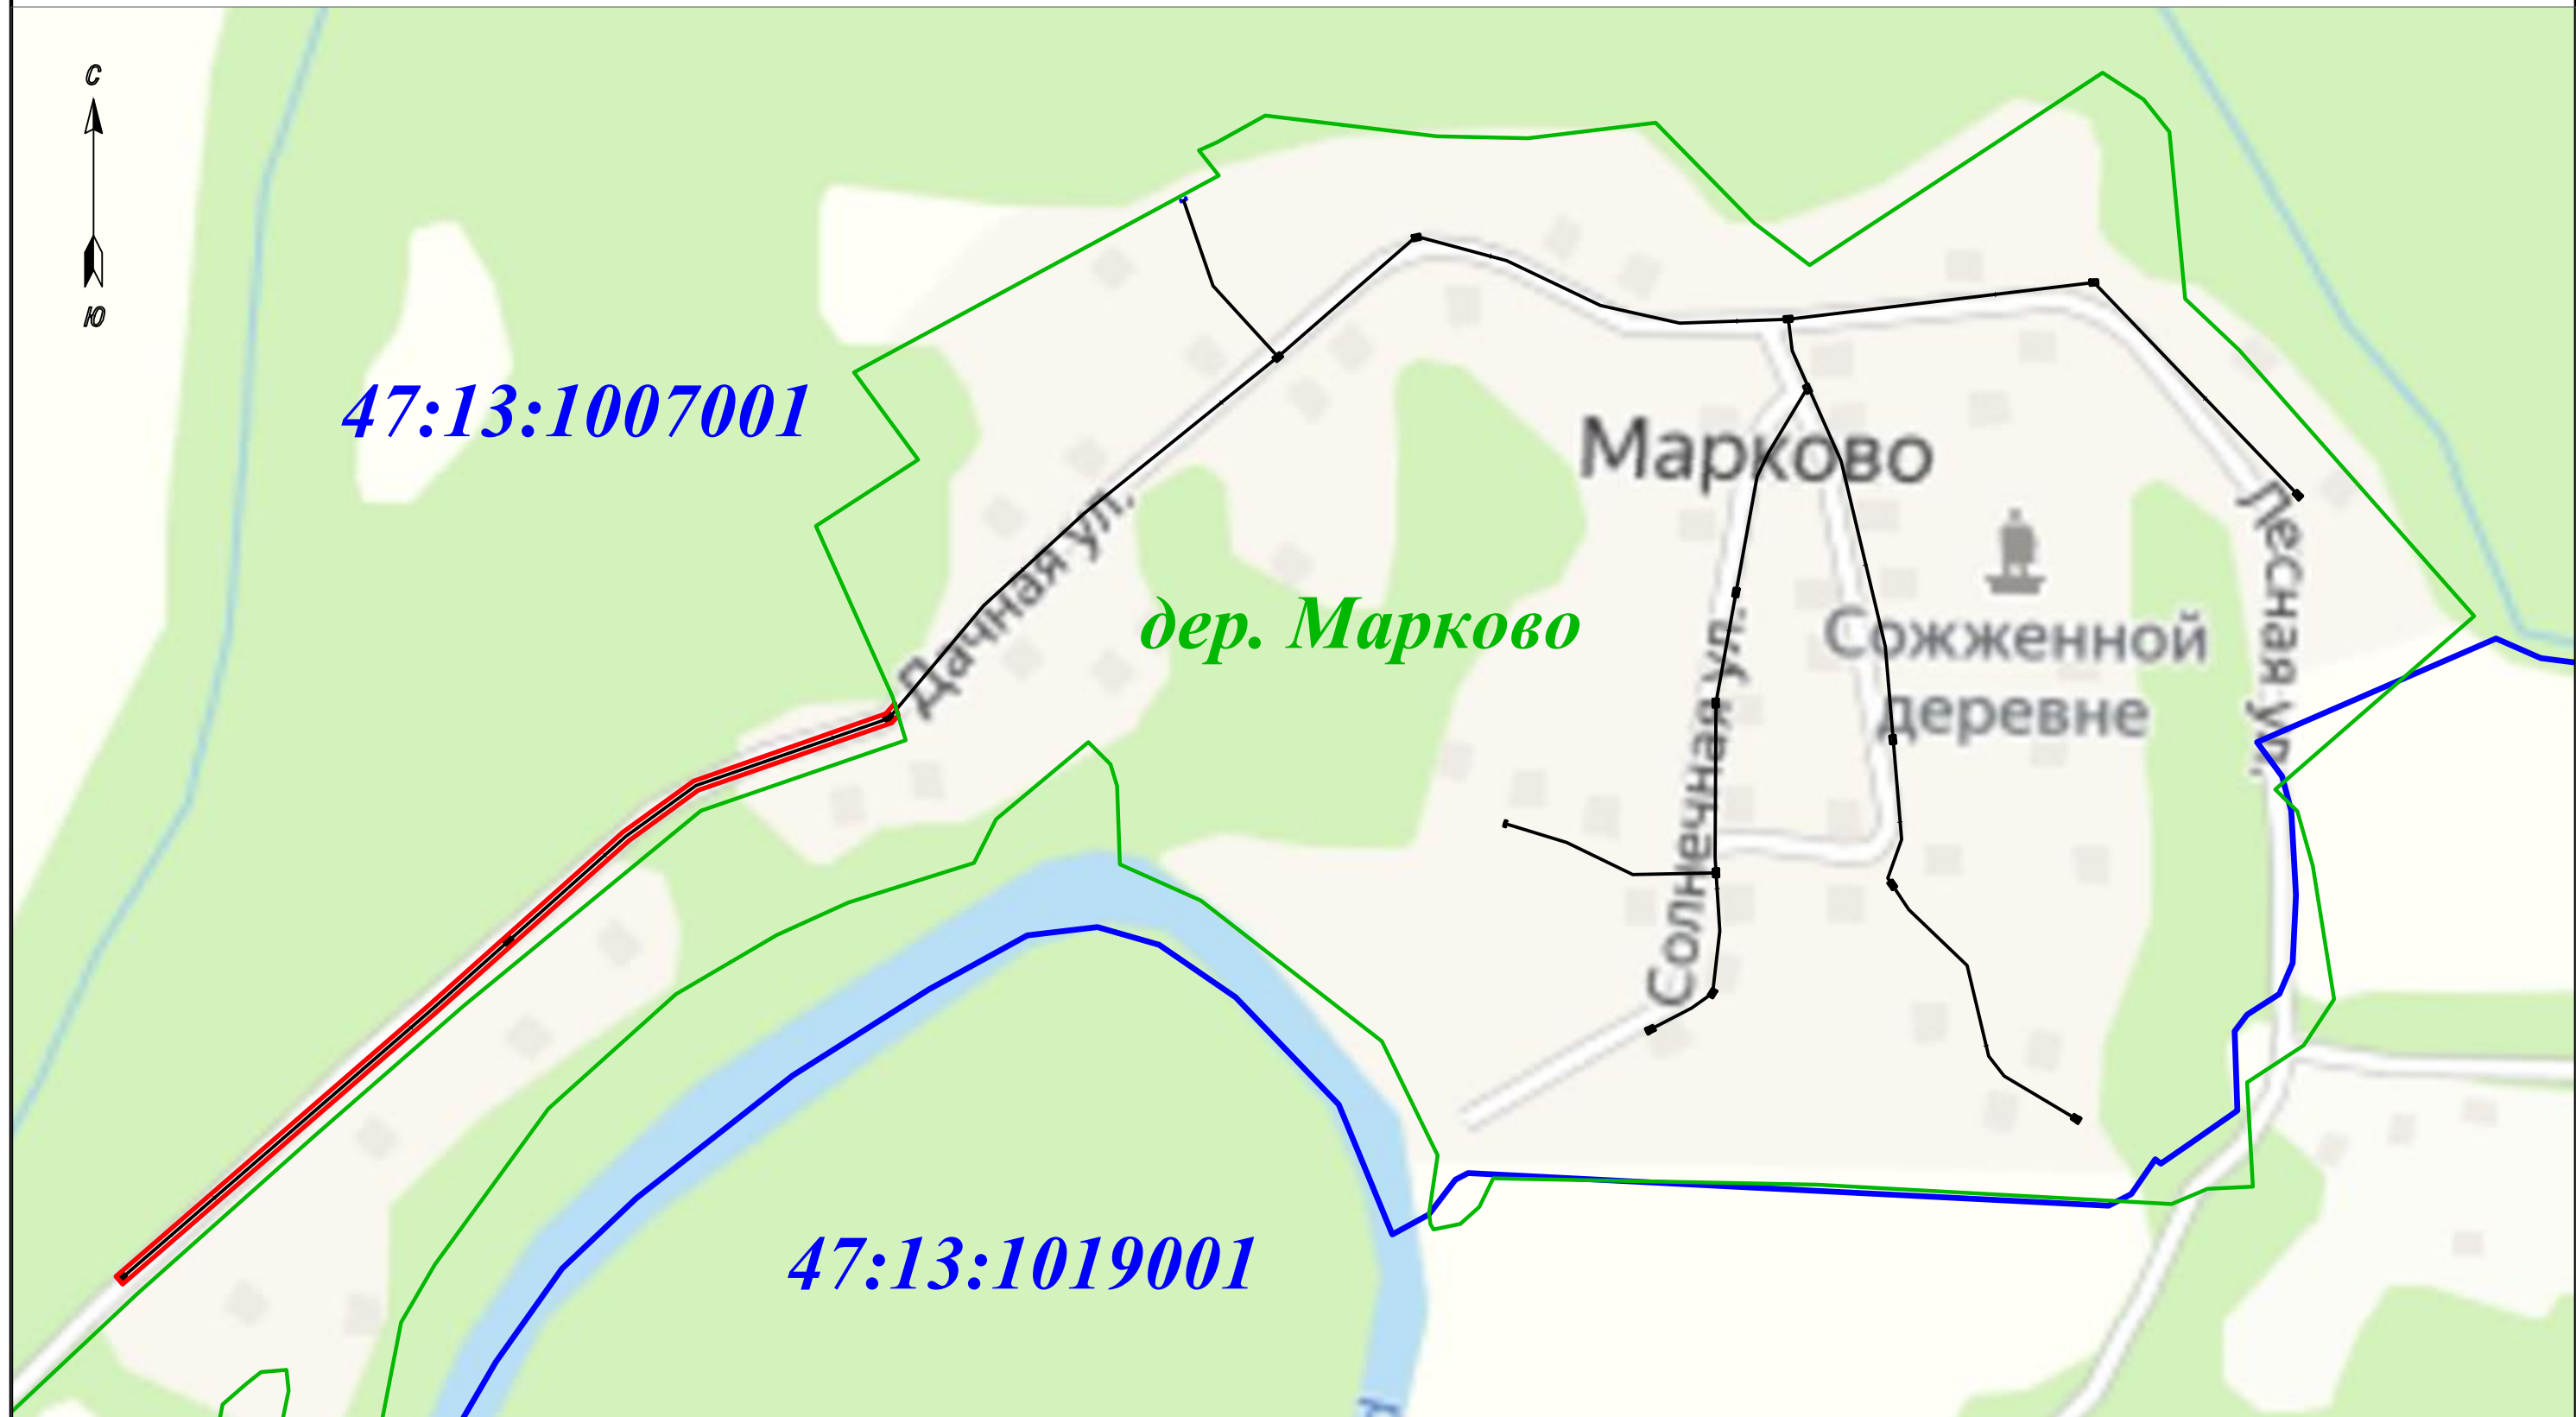 С
Ю
47:13:1007001
Марково
Дачная ул.
дер. Марково
Сожженной
деревне
Лесная ул.
Солнечная ул.
47:13:1019001